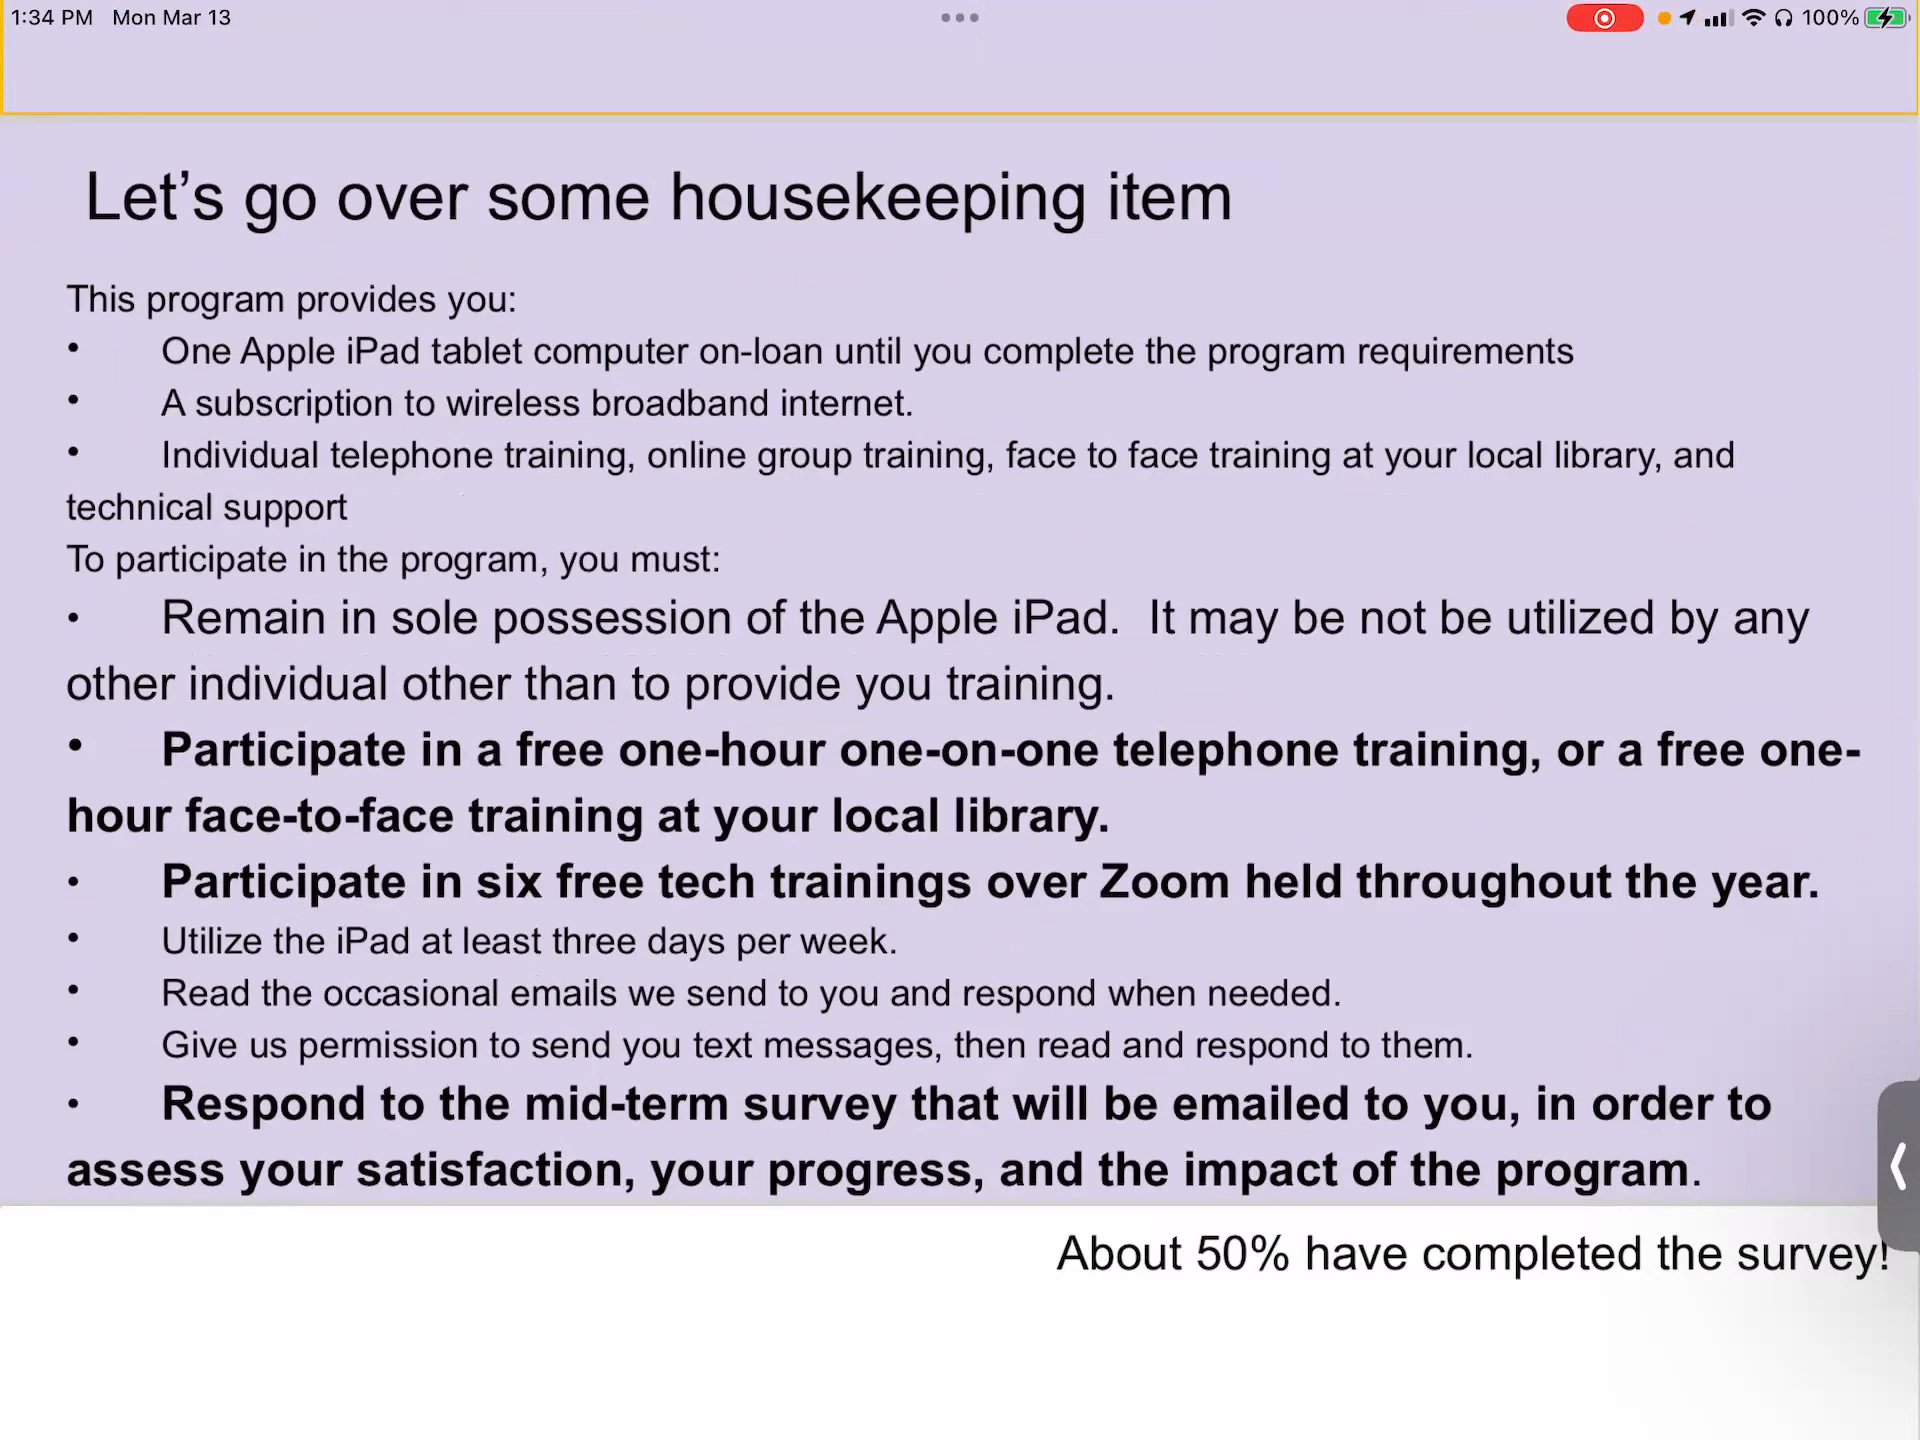 1:34 PM Mon Mar 13
100%
Let's go over some housekeeping item
This program provides you:
• One Apple iPad tablet computer on-loan until you complete the program requirements
• A subscription to wireless broadband internet.
• Individual telephone training, online group training, face to face training at your local library, and
technical support
To participate in the program, you must:
• Remain in sole possession of the Apple iPad.  It may be not be utilized by any
other individual other than to provide you training.
• Participate in a free one-hour one-on-one telephone training, or a free one-
hour face-to-face training at your local library.
• Participate in six free tech trainings over Zoom held throughout the year.
• Utilize the iPad at least three days per week.
• Read the occasional emails we send to you and respond when needed.
• Give us permission to send you text messages, then read and respond to them.
• Respond to the mid-term survey that will be emailed to you, in order to
assess your satisfaction, your progress, and the impact of the program.
About 50% have completed the survey!